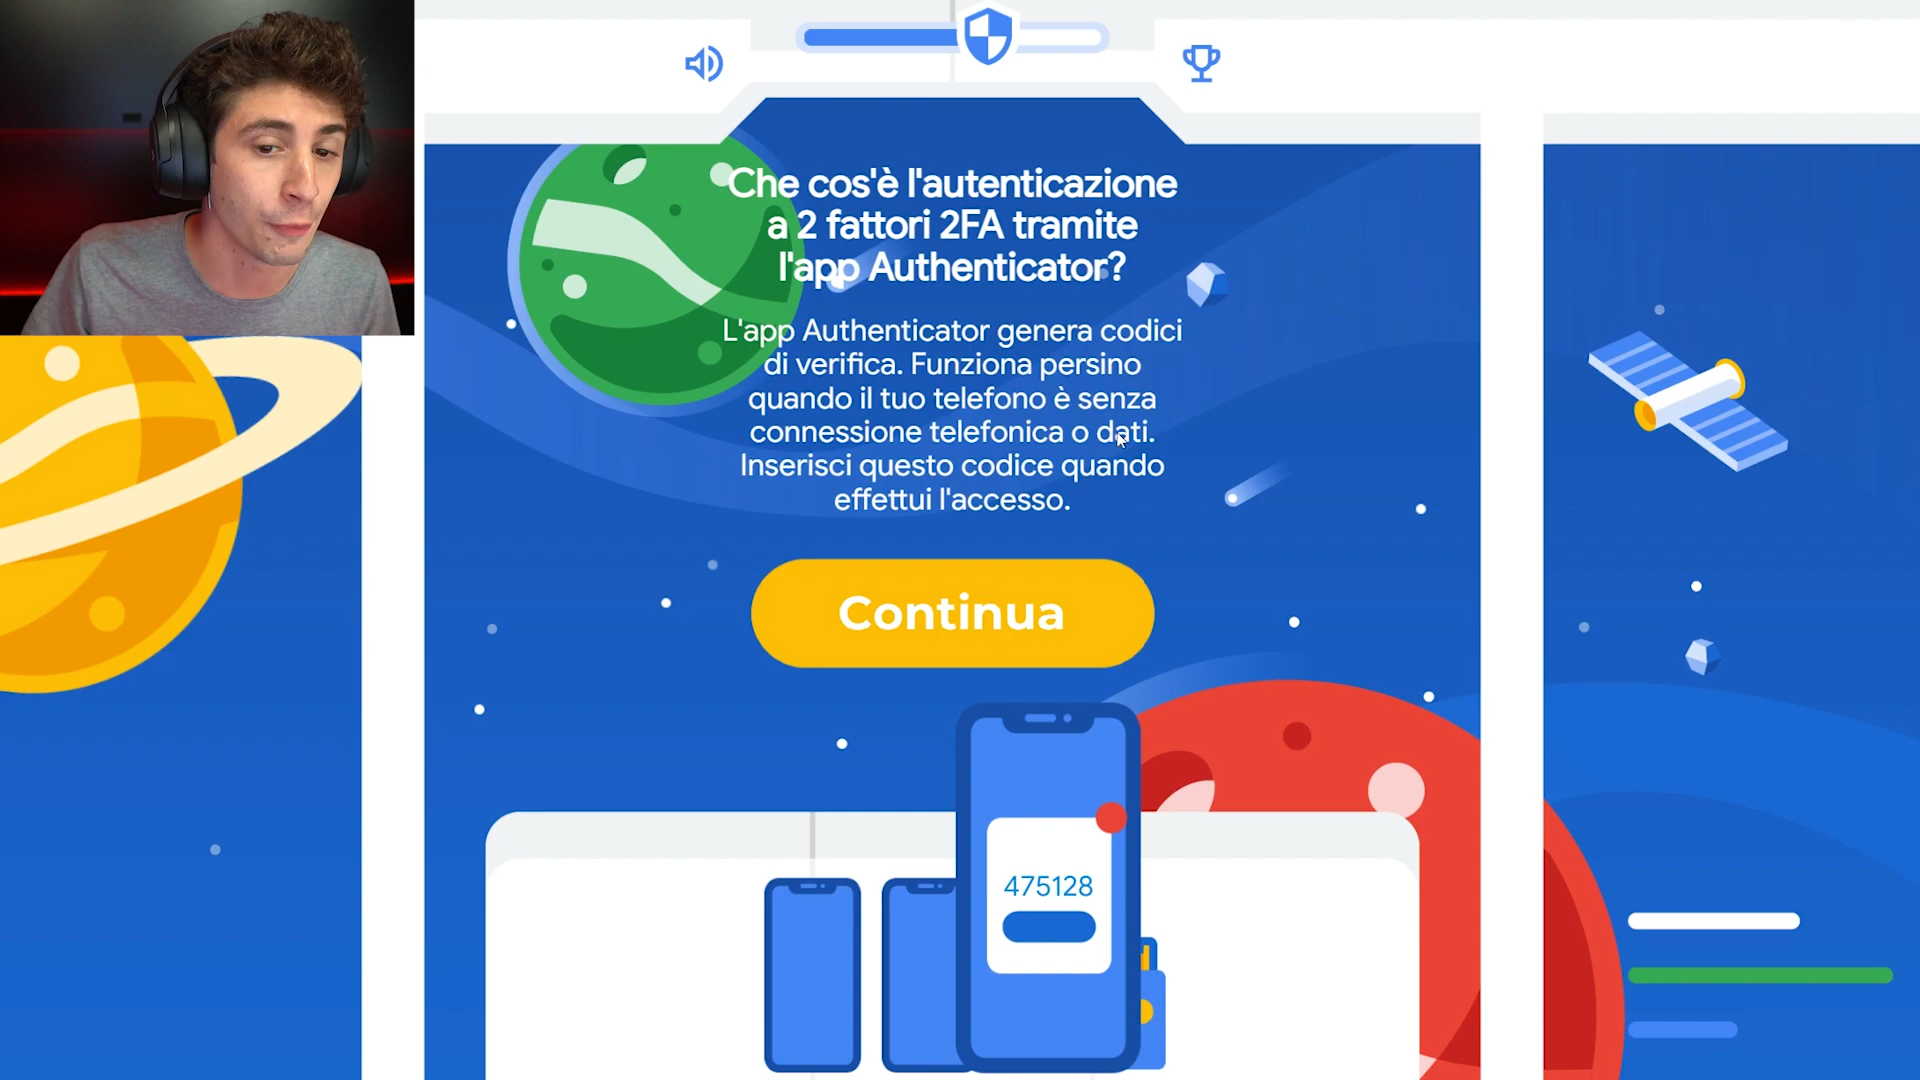 Che cos'è l'autenticazione
a 2 fattori 2FA tramite
l'app Authenticator?
L'app Authenticator genera codici
di verifica. Funziona persino
quando il tuo telefono è senza
connessione telefonica o dati.
Inserisci questo codice quando
effettui l'accesso.
Continua
475128